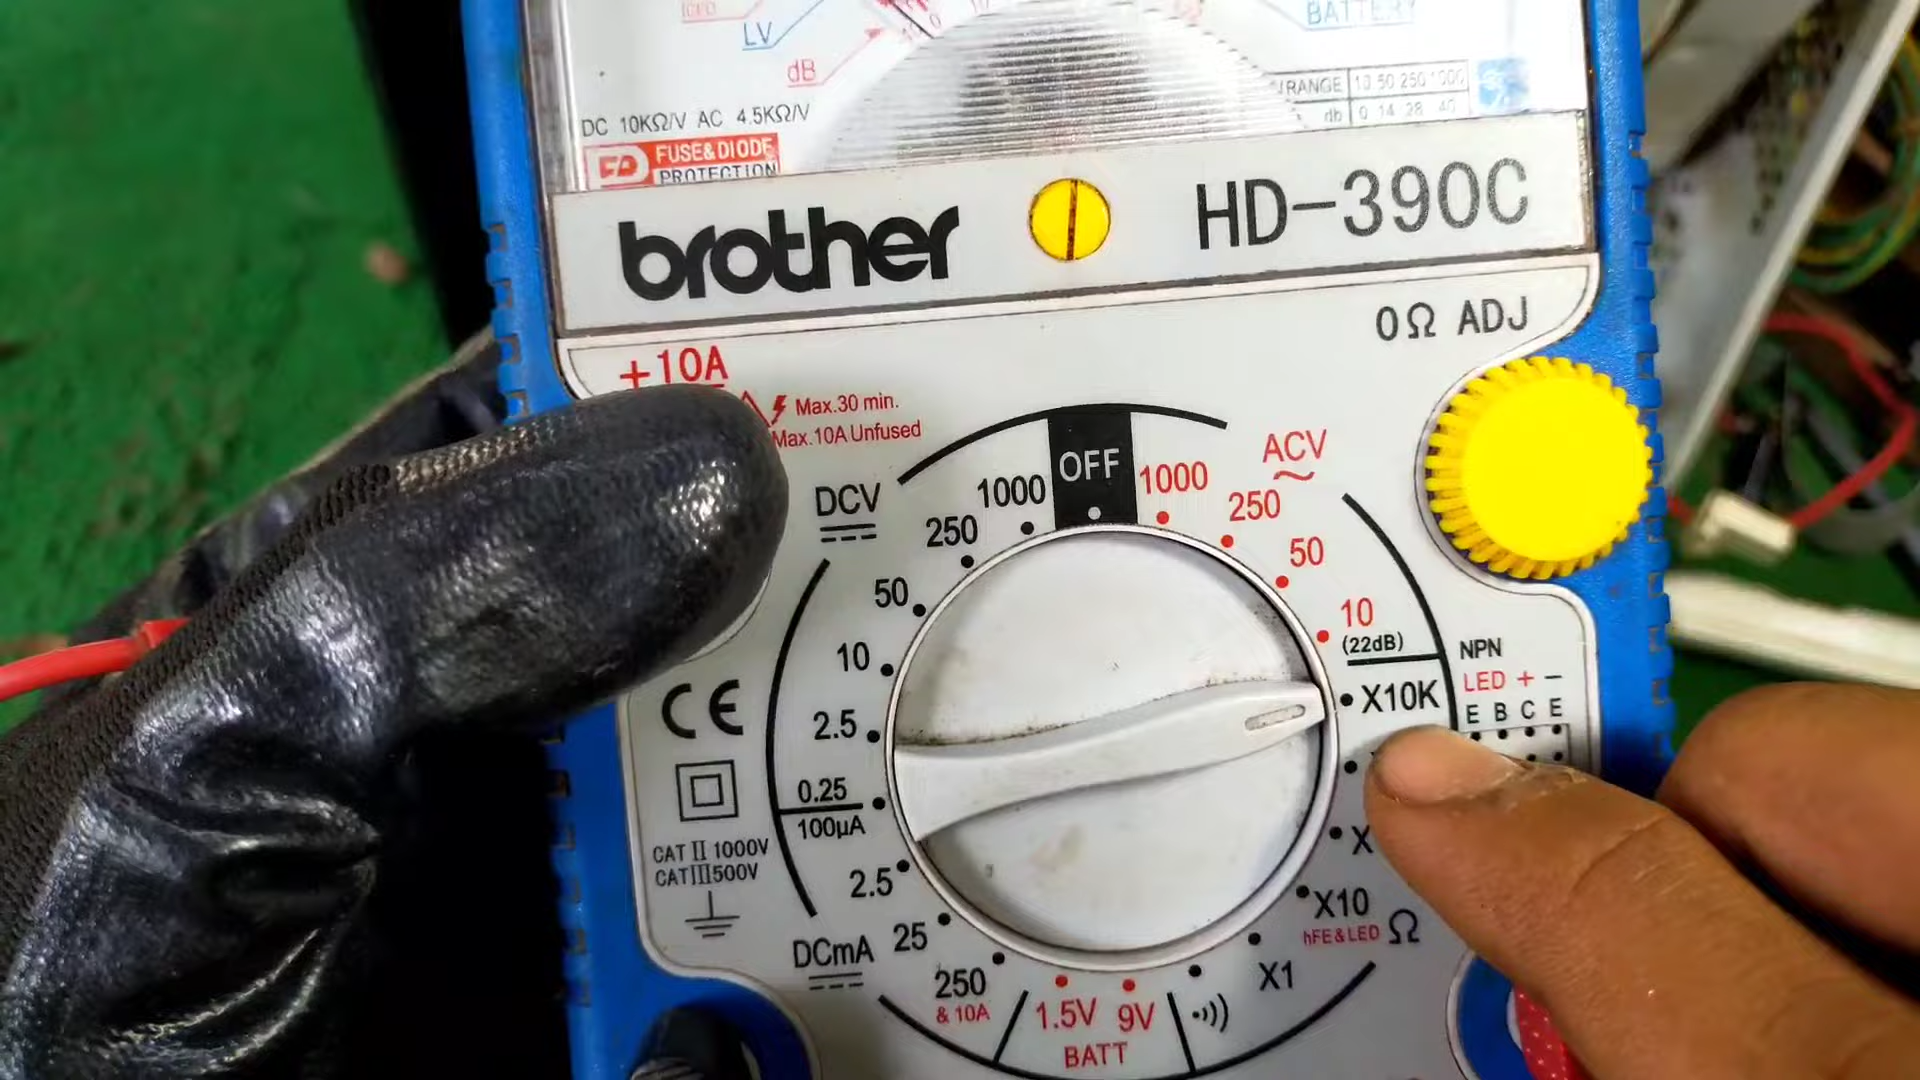 LV
BATTERY
dB
RANGE 10 50 250 1000
db 0 14 28 40
DC 10KΩ/V AC 4.5KΩ/V
FUSE&DIODE
PROTECTION
brother
HD-390C
0Ω ADJ
+10A
Max.30 min.
Max.10A Unfused
OFF
DCV
1000
250
50
10
2.5
0.25
100μA
2.5
25
250
& 10A
DCmA
ACV
1000
250
50
10
(22dB)
X10K
X
X10
hFE&LED Ω
X1
1.5V 9V
BATT
NPN
LED + −
E B C E
CE
CAT II 1000V
CAT III 500V